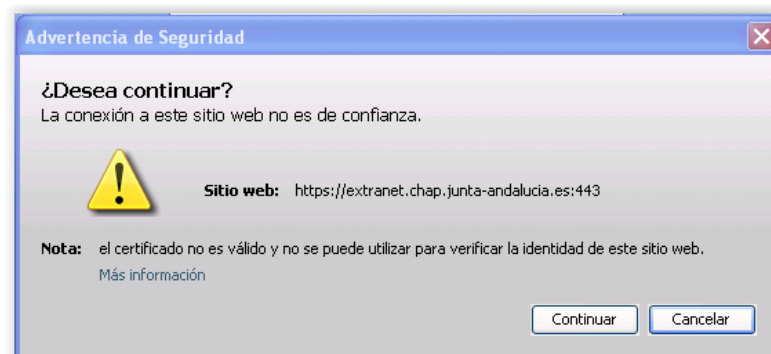 Advertencia de Seguridad
¿Desea continuar?
La conexión a este sitio web no es de confianza.
Sitio web: https://extranet.chap.junta-andalucia.es:443
Nota: el certificado no es válido y no se puede utilizar para verificar la identidad de este sitio web.
Más información
Continuar Cancelar